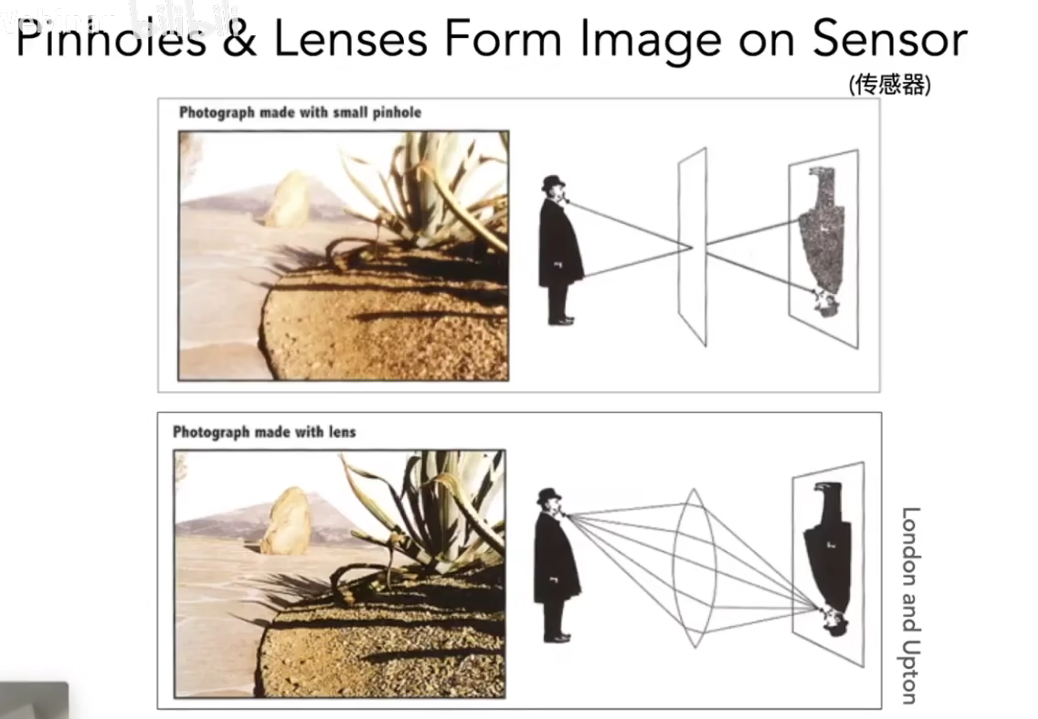 Pinholes & Lenses Form Image on Sensor
(传感器)
Photograph made with small pinhole
Photograph made with lens
London and Upton